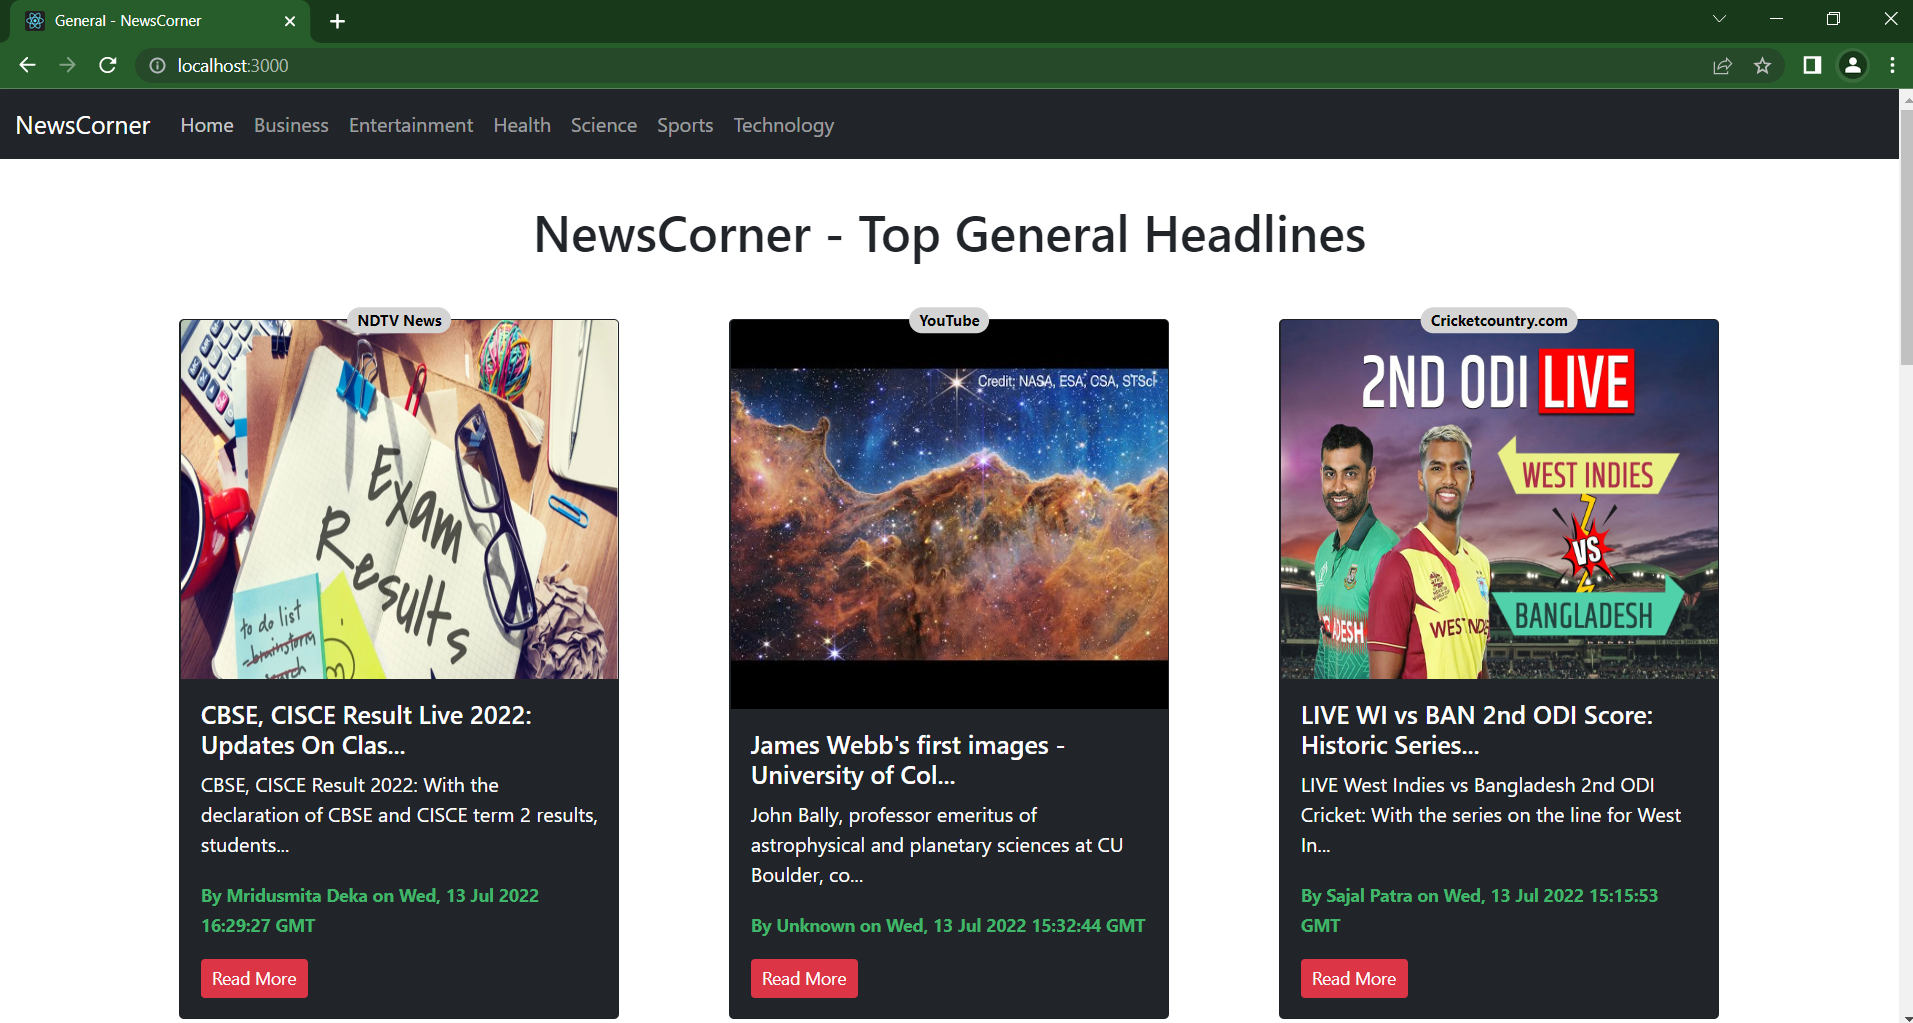 General - NewsCorner
localhost:3000
NewsCorner Home Business Entertainment Health Science Sports Technology
NewsCorner - Top General Headlines
NDTV News
Exam
Results
to do list
brainstorm
CBSE, CISCE Result Live 2022:
Updates On Clas...
CBSE, CISCE Result 2022: With the
declaration of CBSE and CISCE term 2 results,
students...
By Mridusmita Deka on Wed, 13 Jul 2022
16:29:27 GMT
Read More
YouTube
Credit: NASA, ESA, CSA, STScI
James Webb's first images -
University of Col...
John Bally, professor emeritus of
astrophysical and planetary sciences at CU
Boulder, co...
By Unknown on Wed, 13 Jul 2022 15:32:44 GMT
Read More
Cricketcountry.com
2ND ODI LIVE
WEST INDIES
VS
BANGLADESH
LIVE WI vs BAN 2nd ODI Score:
Historic Series...
LIVE West Indies vs Bangladesh 2nd ODI
Cricket: With the series on the line for West
In...
By Sajal Patra on Wed, 13 Jul 2022 15:15:53
GMT
Read More